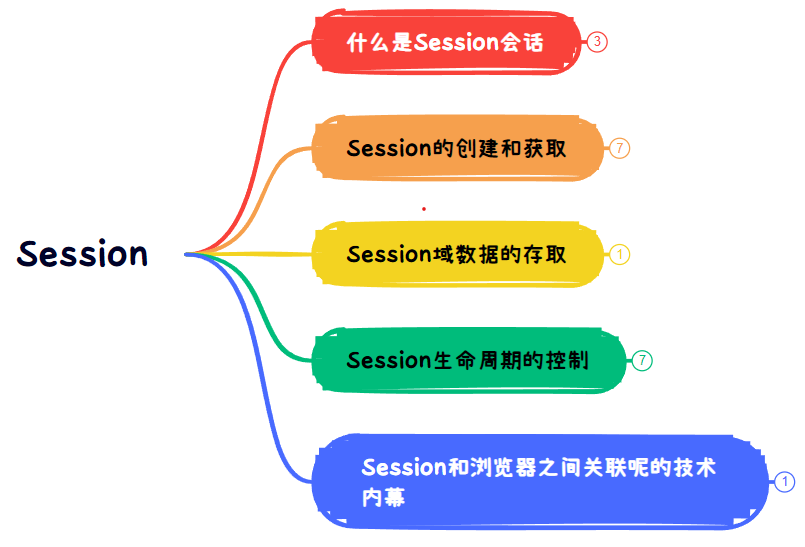 什么是Session会话
3
Session的创建和获取
7
Session
Session域数据的存取
1
Session生命周期的控制
7
Session和浏览器之间关联呢的技术
内幕
1